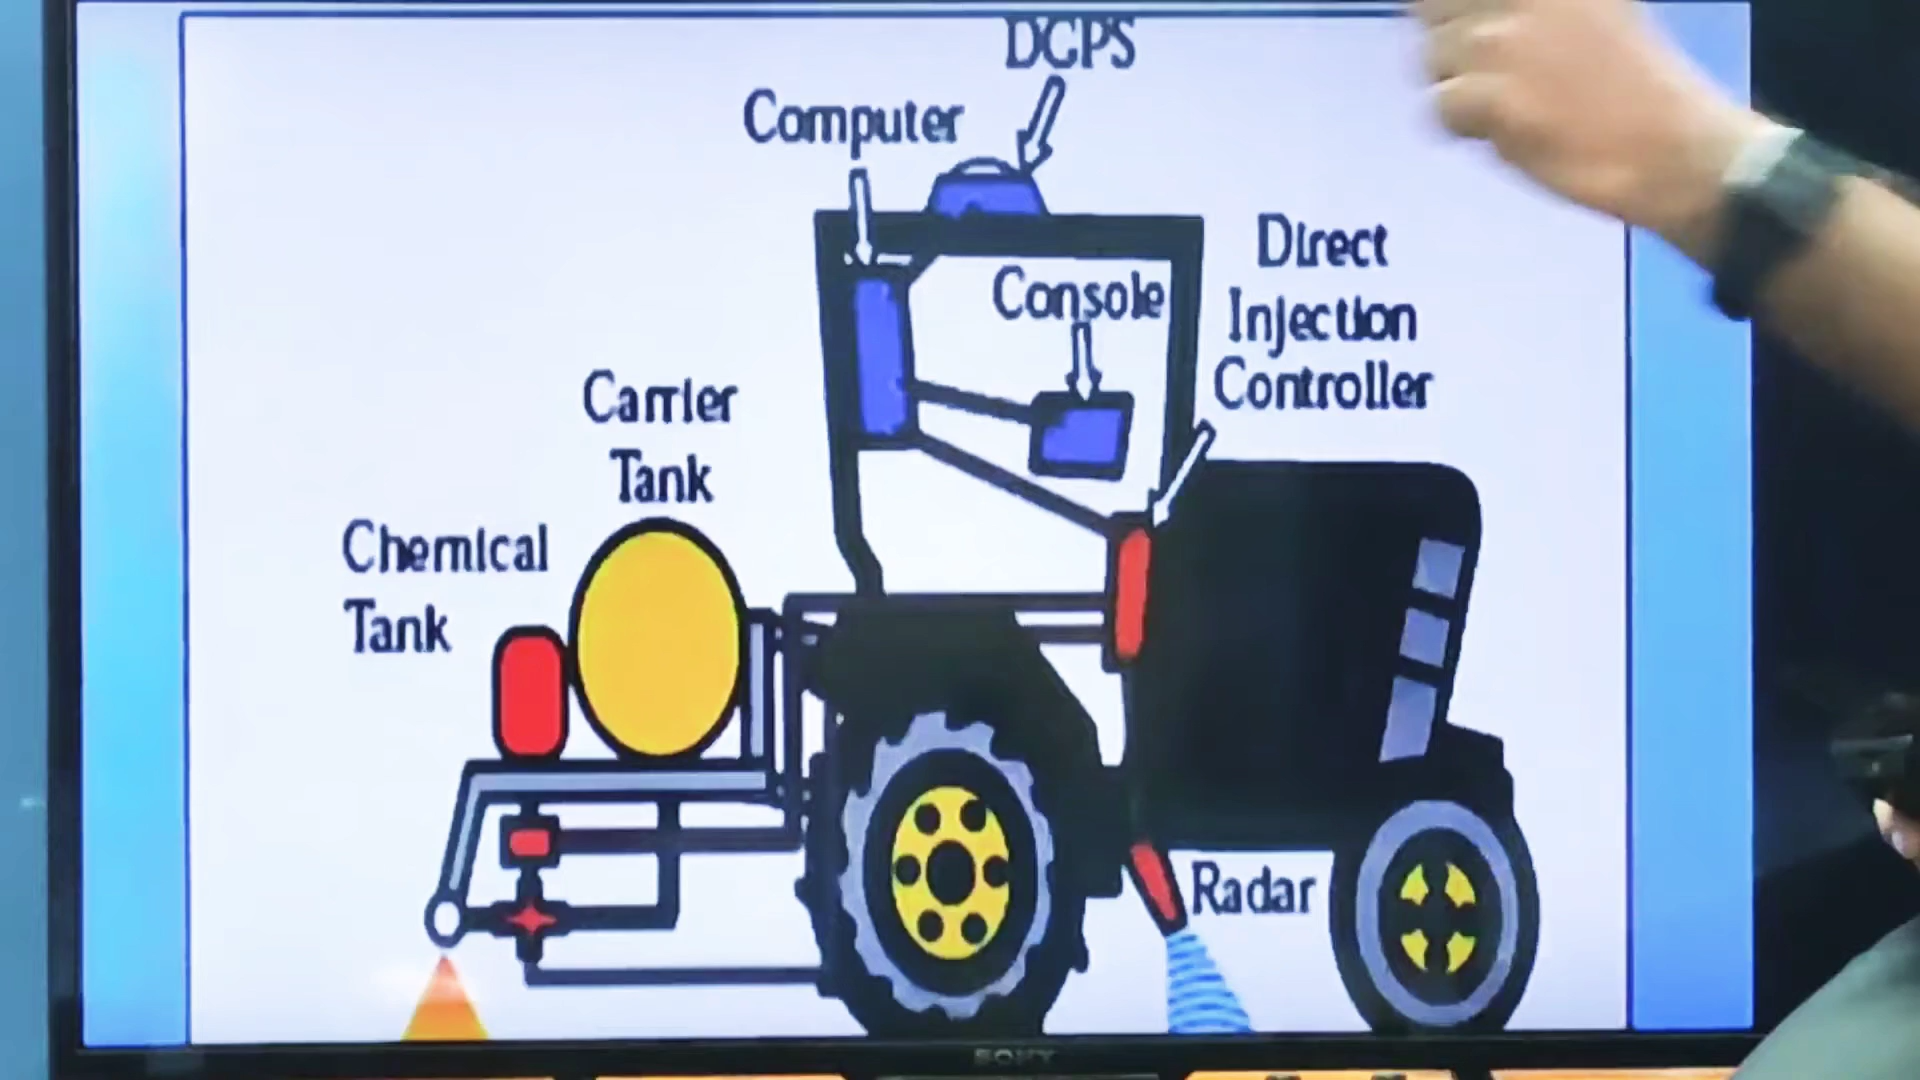 DGPS
Computer
Console
Direct
Injection
Controller
Carrier
Tank
Chemical
Tank
Radar
SONY